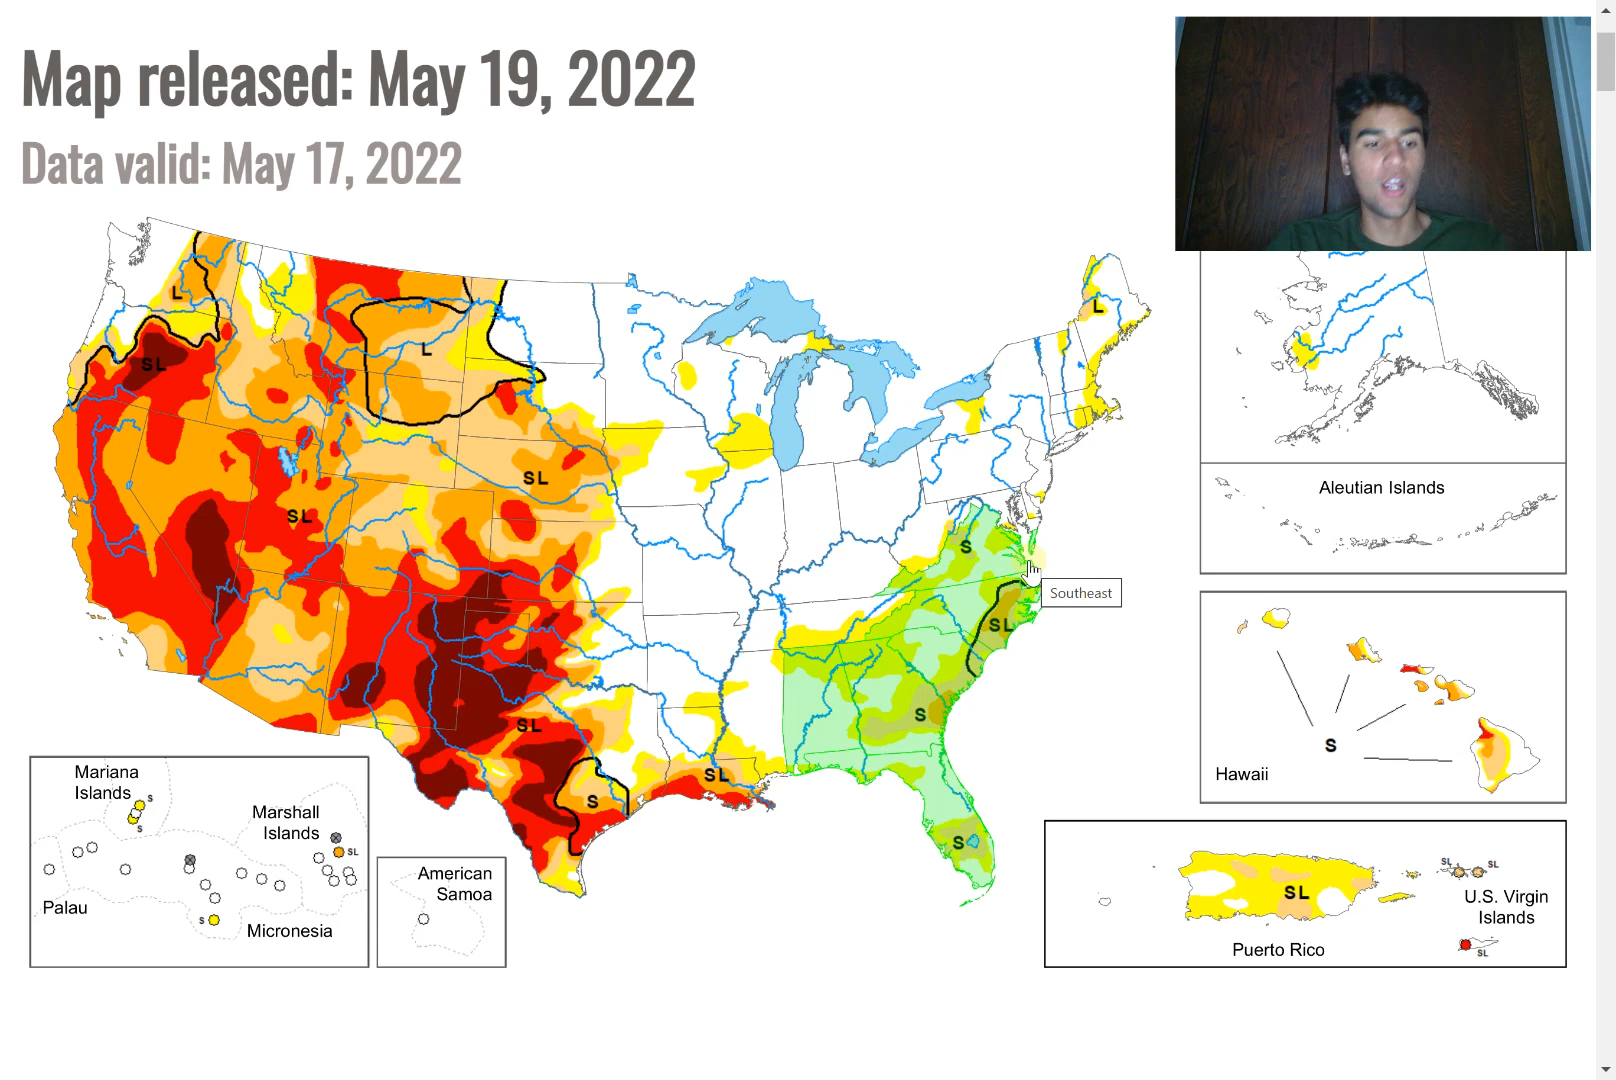 Map released: May 19, 2022
Data valid: May 17, 2022
L
SL
L
L
SL
SL
S
SL
S
S
SL
SL
S
Southeast
Aleutian Islands
S
Hawaii
Mariana
Islands
S
S
Marshall
Islands
SL
Palau
S
Micronesia
American
Samoa
SL
Puerto Rico
SL
SL
U.S. Virgin
Islands
SL